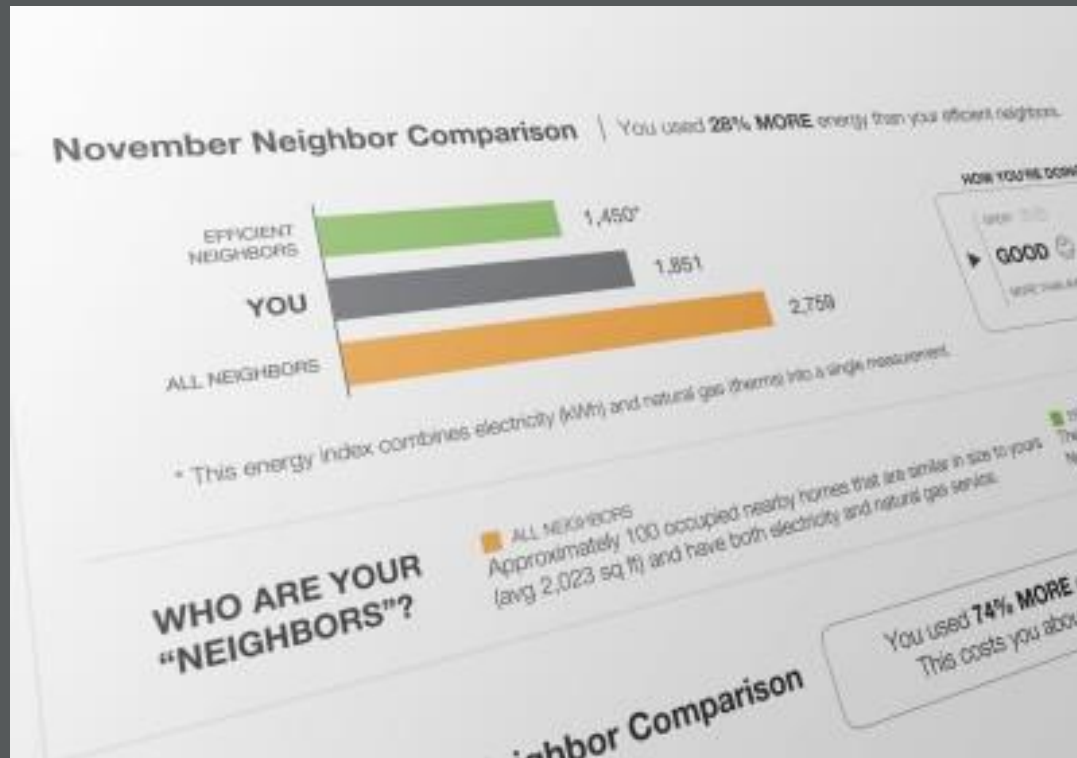 November Neighbor Comparison | You used 28% MORE energy than your efficient neighbors.
HOW YOU'RE DOING
EFFICIENT
NEIGHBORS
1,450*
YOU
1,851
GOOD
ALL NEIGHBORS
2,759
* This energy index combines electricity (kWh) and natural gas (therms) into a single measurement.
WHO ARE YOUR
“NEIGHBORS”?
ALL NEIGHBORS
Approximately 100 occupied nearby homes that are similar in size to yours
(avg 2,023 sq ft) and have both electricity and natural gas service.
Neighbor Comparison
You used 74% MORE
This costs you about